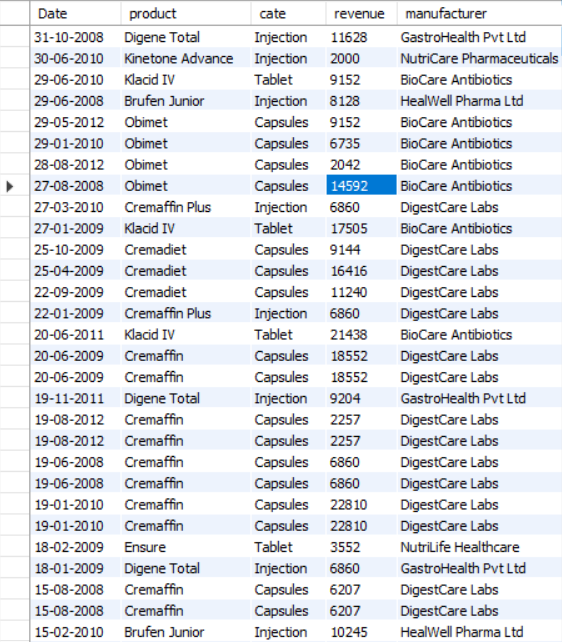 Date product cate revenue manufacturer
31-10-2008 Digene Total Injection 11628 GastroHealth Pvt Ltd
30-06-2010 Kinetone Advance Injection 2000 NutriCare Pharmaceuticals
29-06-2010 Klacid IV Tablet 9152 BioCare Antibiotics
29-06-2008 Brufen Junior Injection 8128 HealWell Pharma Ltd
29-05-2012 Obimet Capsules 9152 BioCare Antibiotics
29-01-2010 Obimet Capsules 6735 BioCare Antibiotics
28-08-2012 Obimet Capsules 2042 BioCare Antibiotics
27-08-2008 Obimet Capsules 14592 BioCare Antibiotics
27-03-2010 Cremaffin Plus Injection 6860 DigestCare Labs
27-01-2009 Klacid IV Tablet 17505 BioCare Antibiotics
25-10-2009 Cremadiet Capsules 9144 DigestCare Labs
25-04-2009 Cremadiet Capsules 16416 DigestCare Labs
22-09-2009 Cremadiet Capsules 11240 DigestCare Labs
22-01-2009 Cremaffin Plus Injection 6860 DigestCare Labs
20-06-2011 Klacid IV Tablet 21438 BioCare Antibiotics
20-06-2009 Cremaffin Capsules 18552 DigestCare Labs
20-06-2009 Cremaffin Capsules 18552 DigestCare Labs
19-11-2011 Digene Total Injection 9204 GastroHealth Pvt Ltd
19-08-2012 Cremaffin Capsules 2257 DigestCare Labs
19-08-2012 Cremaffin Capsules 2257 DigestCare Labs
19-06-2008 Cremaffin Capsules 6860 DigestCare Labs
19-06-2008 Cremaffin Capsules 6860 DigestCare Labs
19-01-2010 Cremaffin Capsules 22810 DigestCare Labs
19-01-2010 Cremaffin Capsules 22810 DigestCare Labs
18-02-2009 Ensure Tablet 3552 NutriLife Healthcare
18-01-2009 Digene Total Injection 6860 GastroHealth Pvt Ltd
15-08-2008 Cremaffin Capsules 6207 DigestCare Labs
15-08-2008 Cremaffin Capsules 6207 DigestCare Labs
15-02-2010 Brufen Junior Injection 10245 HealWell Pharma Ltd